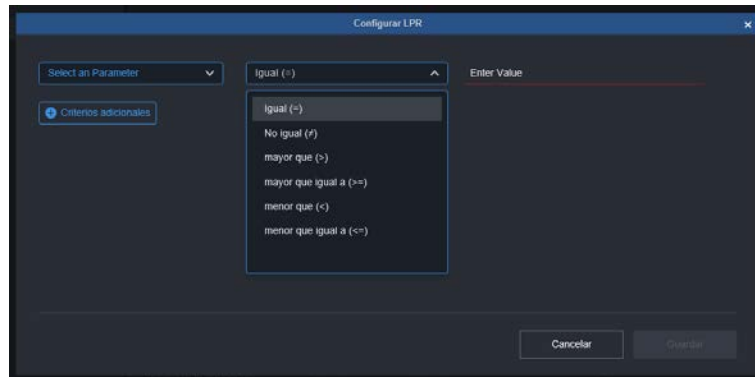 Configurar LPR
×
Select an Parameter
Igual (=)
Enter Value
Criterios adicionales
Igual (=)
No igual (≠)
mayor que (>)
mayor que igual a (>=)
menor que (<)
menor que igual a (<=)
Cancelar
Guardar